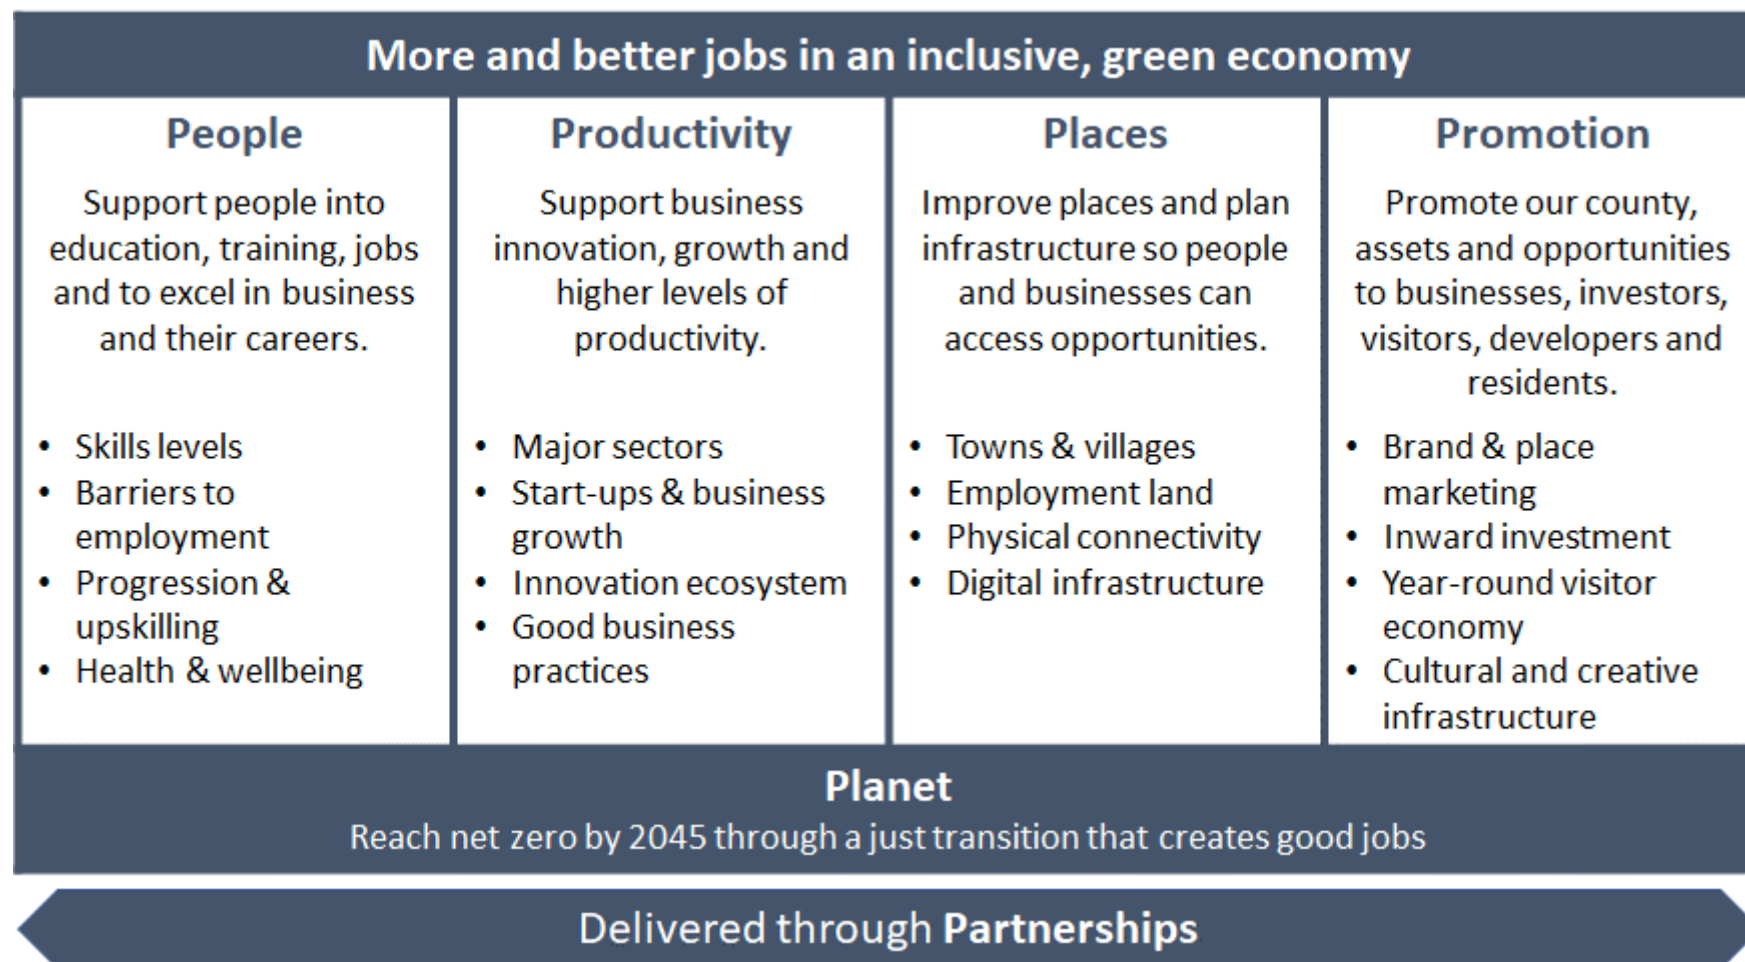 More and better jobs in an inclusive, green economy
People
Support people into
education, training, jobs
and to excel in business
and their careers.
• Skills levels
• Barriers to
employment
• Progression &
upskilling
• Health & wellbeing
Productivity
Support business
innovation, growth and
higher levels of
productivity.
• Major sectors
• Start-ups & business
growth
• Innovation ecosystem
• Good business
practices
Places
Improve places and plan
infrastructure so people
and businesses can
access opportunities.
• Towns & villages
• Employment land
• Physical connectivity
• Digital infrastructure
Promotion
Promote our county,
assets and opportunities
to businesses, investors,
visitors, developers and
residents.
• Brand & place
marketing
• Inward investment
• Year-round visitor
economy
• Cultural and creative
infrastructure
Planet
Reach net zero by 2045 through a just transition that creates good jobs
Delivered through Partnerships